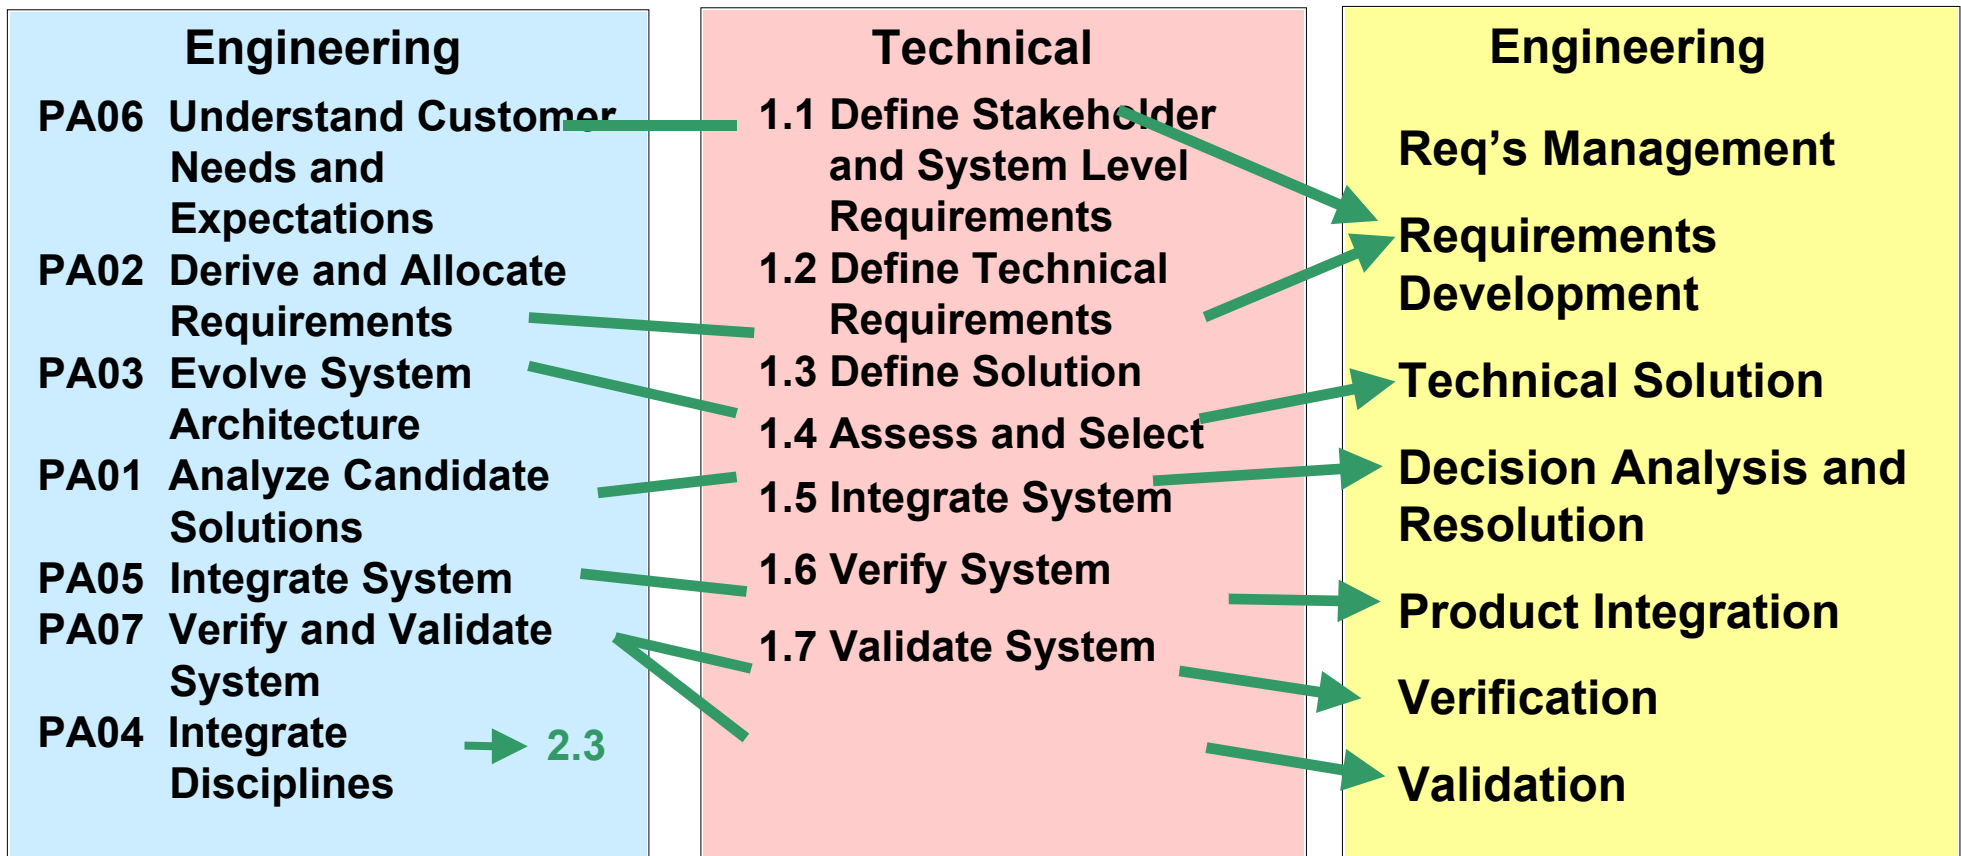 Engineering
PA06 Understand Customer
Needs and
Expectations
PA02 Derive and Allocate
Requirements
PA03 Evolve System
Architecture
PA01 Analyze Candidate
Solutions
PA05 Integrate System
PA07 Verify and Validate
System
PA04 Integrate
Disciplines
2.3
Technical
1.1 Define Stakeholder
and System Level
Requirements
1.2 Define Technical
Requirements
1.3 Define Solution
1.4 Assess and Select
1.5 Integrate System
1.6 Verify System
1.7 Validate System
Engineering
Req’s Management
Requirements
Development
Technical Solution
Decision Analysis and
Resolution
Product Integration
Verification
Validation